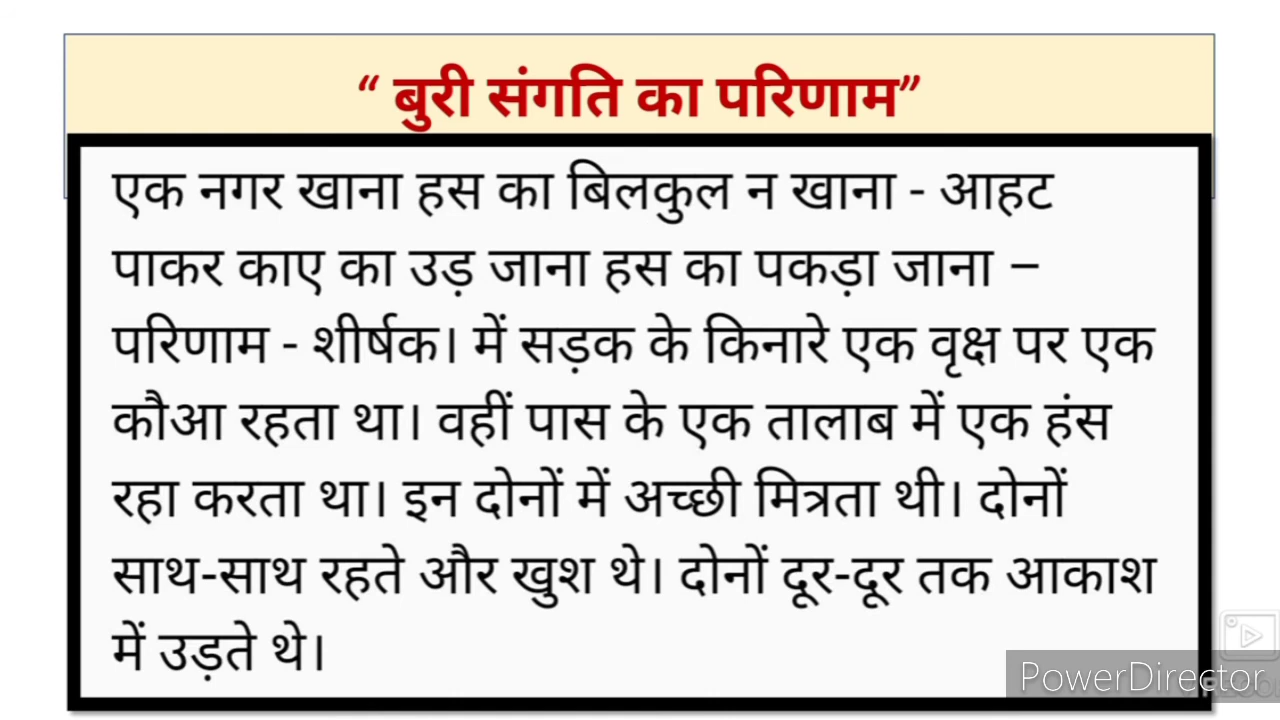 “ बुरी संगति का परिणाम”
एक नगर खाना हस का बिलकुल न खाना - आहट
पाकर काए का उड़ जाना हस का पकड़ा जाना –
परिणाम - शीर्षक। में सड़क के किनारे एक वृक्ष पर एक
कौआ रहता था। वहीं पास के एक तालाब में एक हंस
रहा करता था। इन दोनों में अच्छी मित्रता थी। दोनों
साथ-साथ रहते और खुश थे। दोनों दूर-दूर तक आकाश
में उड़ते थे।
PowerDirector